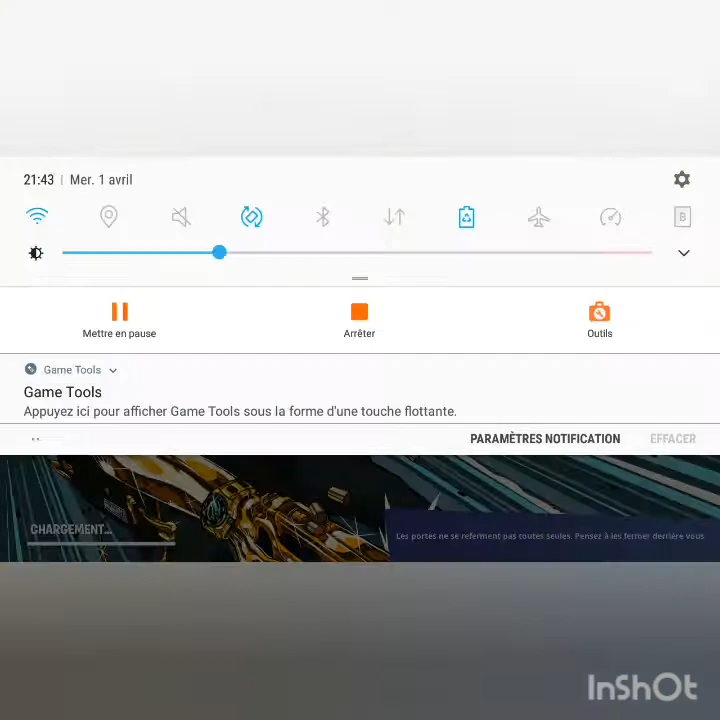 21:43 | Mer. 1 avril
B
Mettre en pause
Arrêter
Outils
Game Tools
Game Tools
Appuyez ici pour afficher Game Tools sous la forme d'une touche flottante.
PARAMÈTRES NOTIFICATION
EFFACER
CHARGEMENT...
Les portes ne se referment pas toutes seules. Pensez à les fermer derrière vous
InShOt